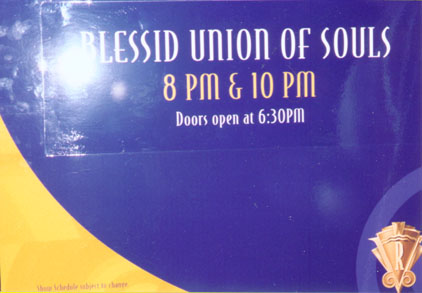 BLESSID UNION OF SOULS
8 PM & 10 PM
Doors open at 6:30PM
Show Schedule subject to change.
R